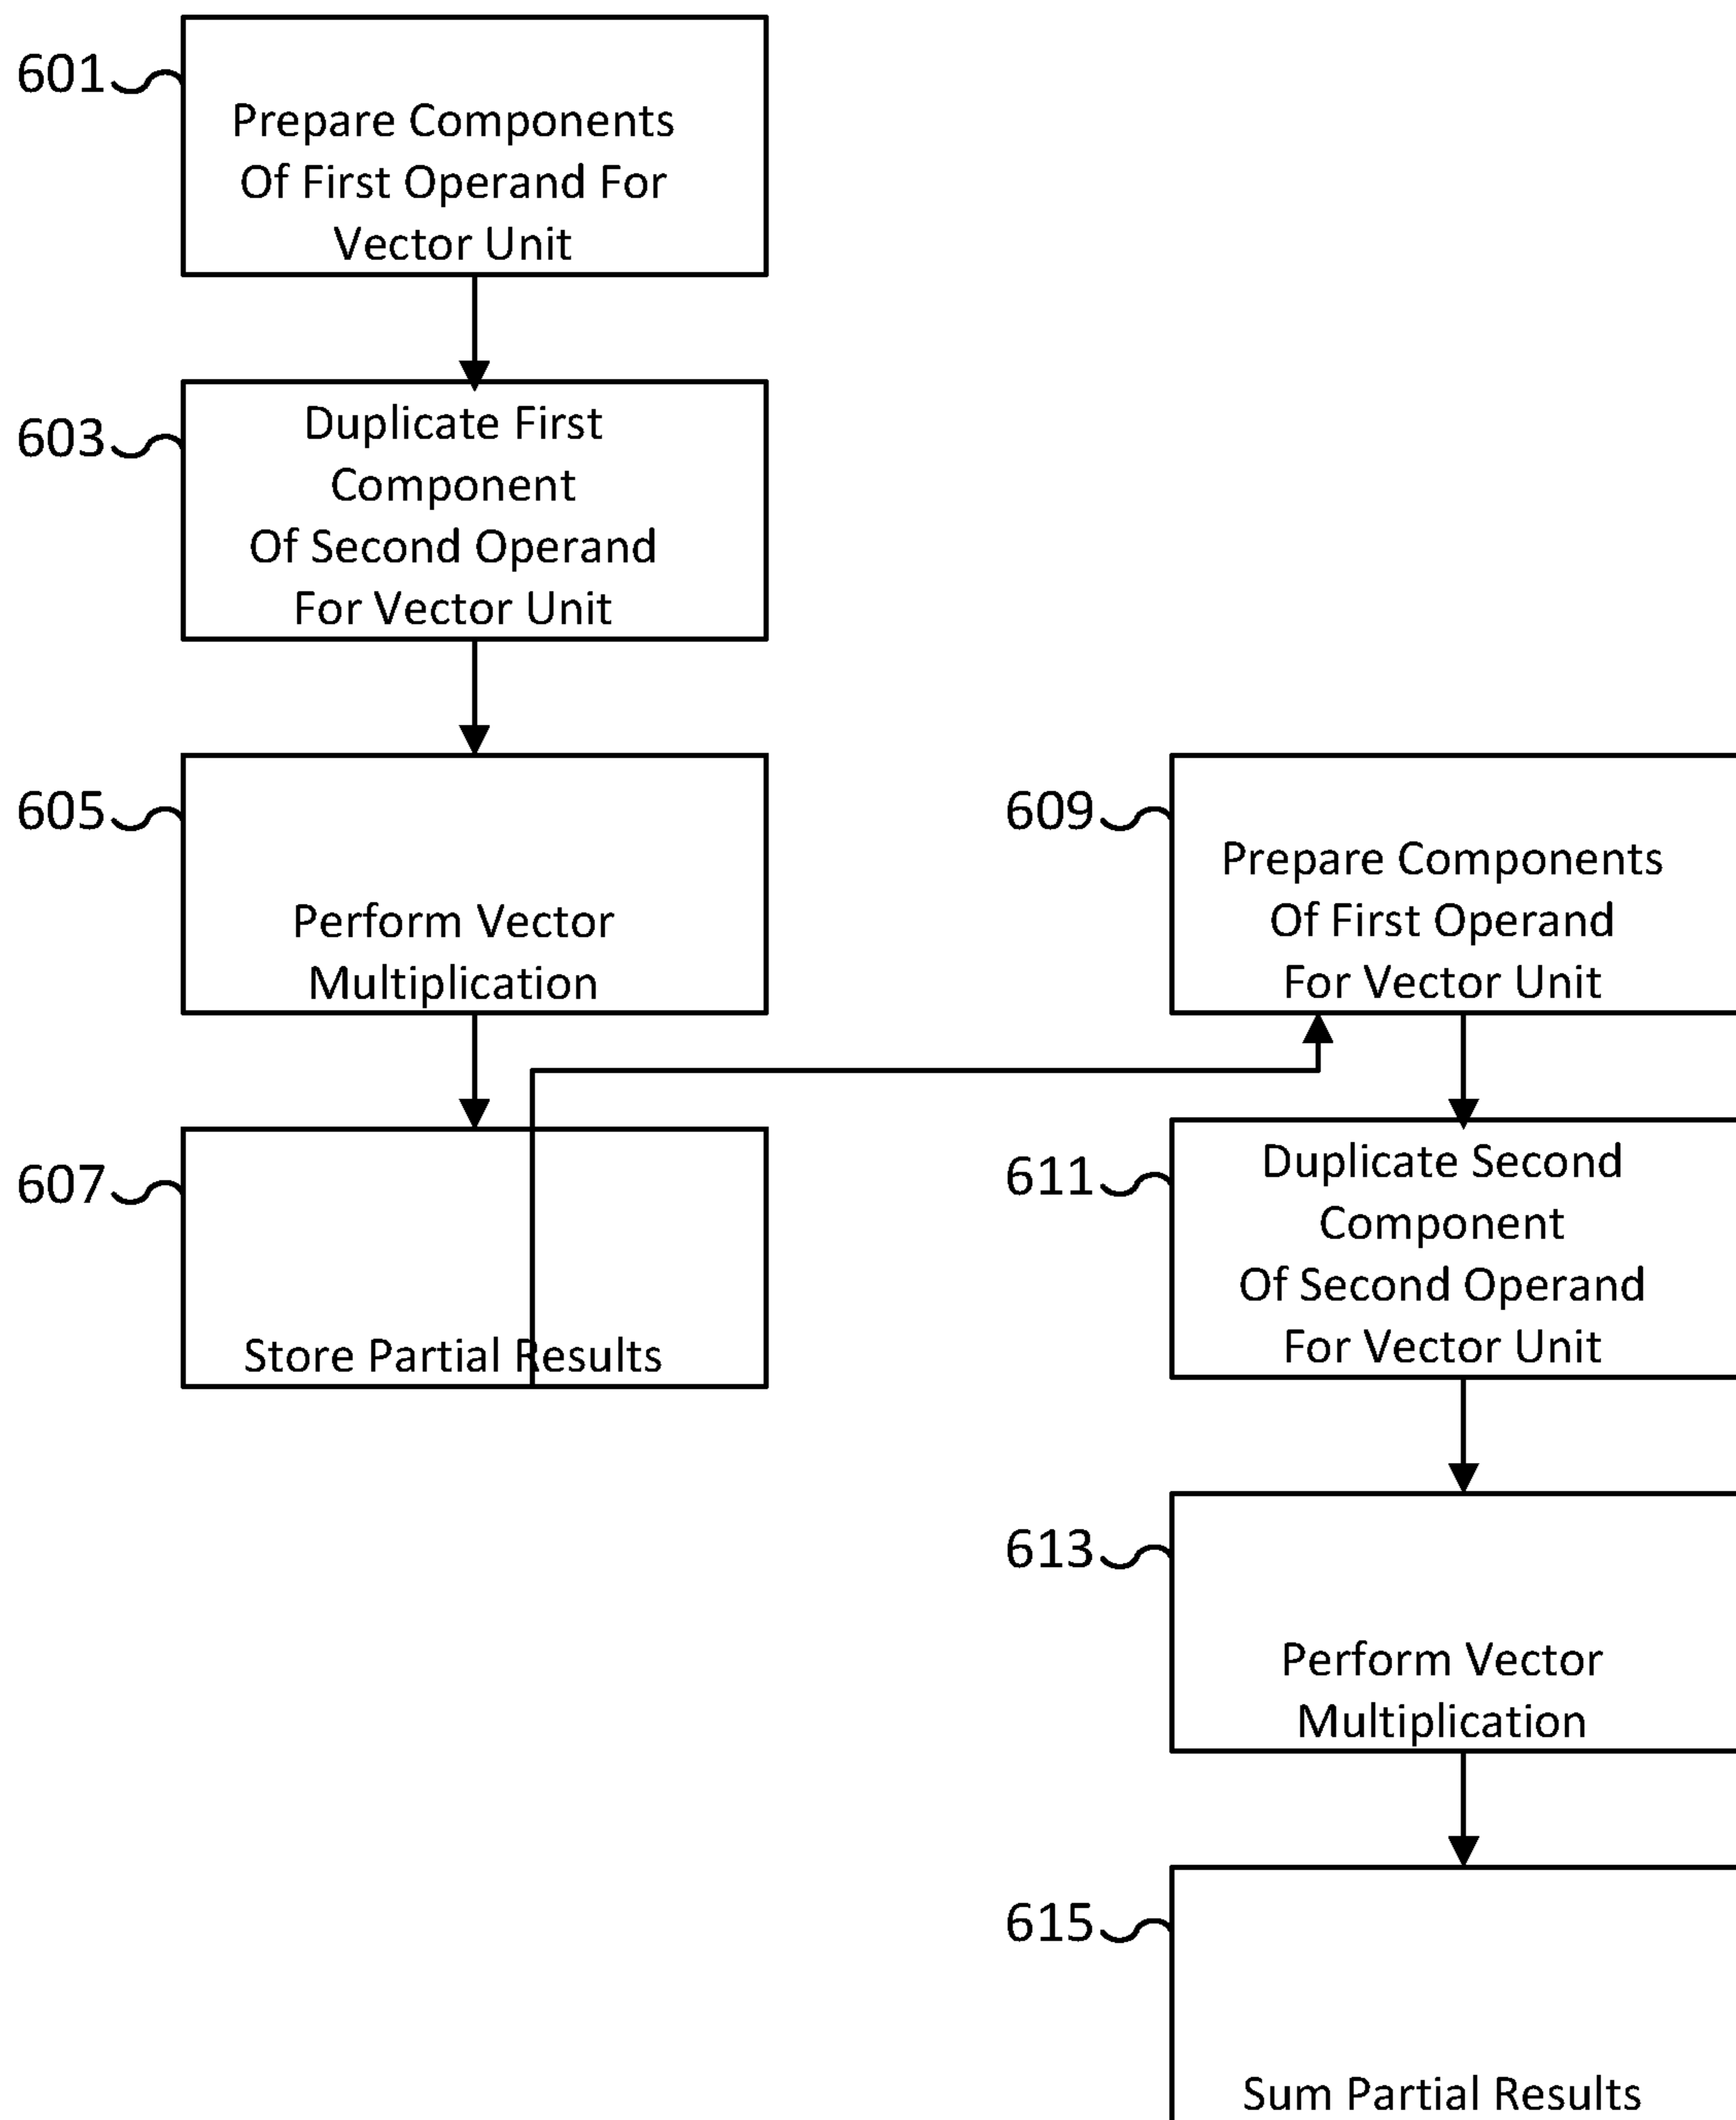 601
Prepare Components
Of First Operand For
Vector Unit
603
Duplicate First
Component
Of Second Operand
For Vector Unit
605
Perform Vector
Multiplication
607
Store Partial Results
609
Prepare Components
Of First Operand
For Vector Unit
611
Duplicate Second
Component
Of Second Operand
For Vector Unit
613
Perform Vector
Multiplication
615
Sum Partial Results